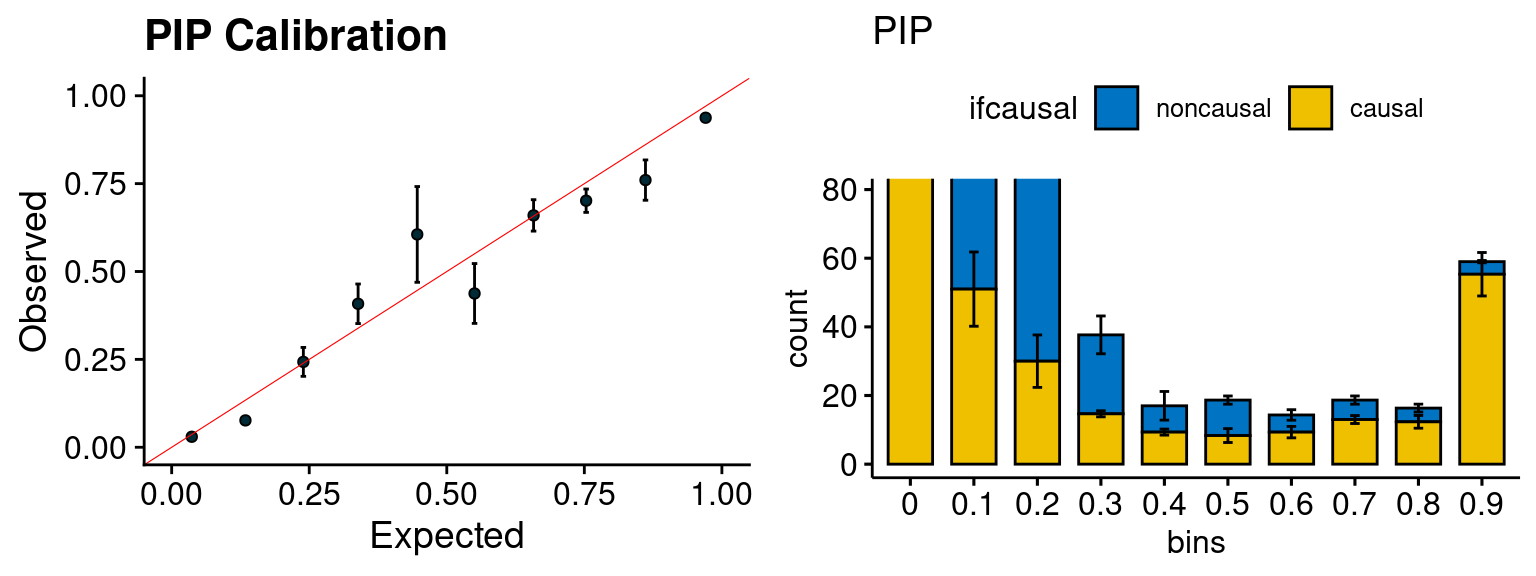 PIP Calibration
1.00
0.75
0.50
0.25
0.00
Observed
0.00 0.25 0.50 0.75 1.00
Expected
PIP
ifcausal noncausal causal
80
60
40
20
0
count
0 0.1 0.2 0.3 0.4 0.5 0.6 0.7 0.8 0.9
bins